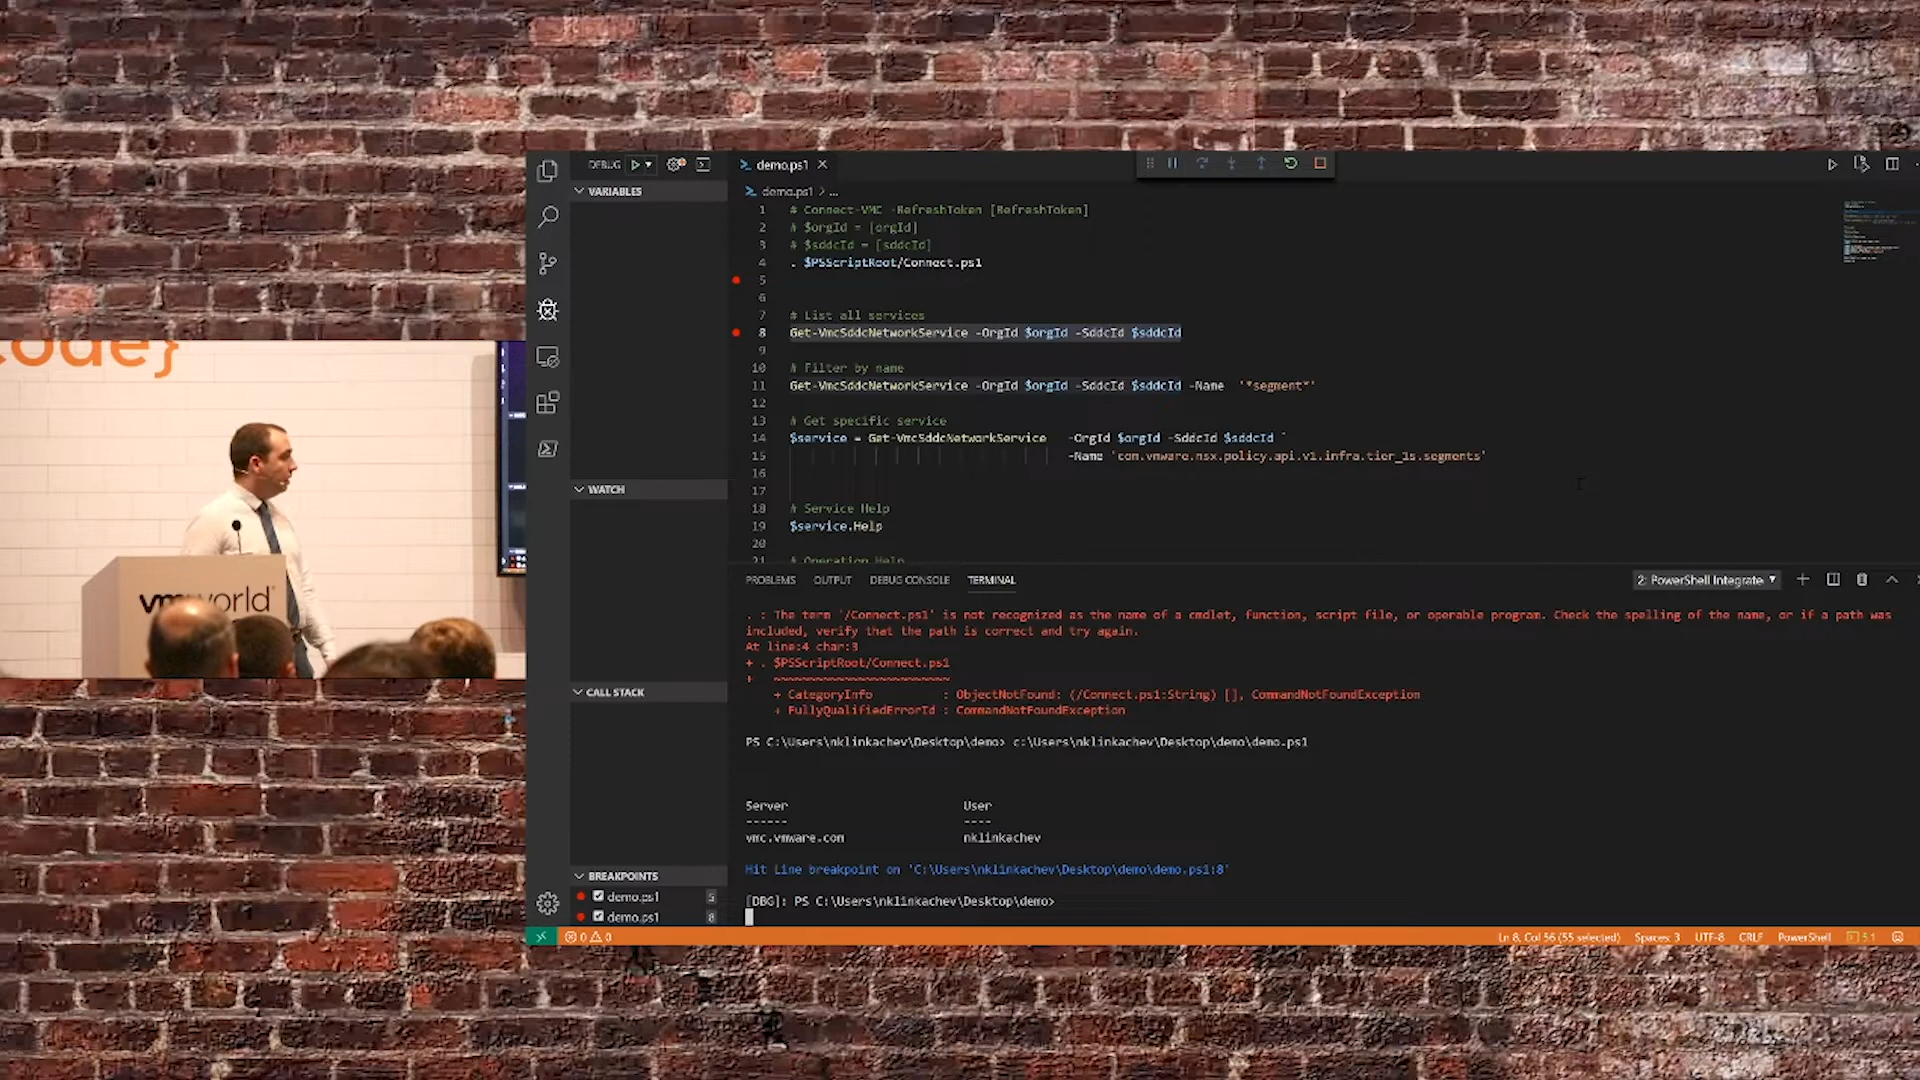 Code}
vmworld
DEBUG
demo.ps1
VARIABLES
demo.ps1 > ...
1 # Connect-VMC -RefreshToken [RefreshToken]
2 # $orgId = [orgId]
3 # $sddcId = [sddcId]
4 . $PSScriptRoot/Connect.ps1
5
6
7 # List all services
8 Get-VmcSddcNetworkService -OrgId $orgId -SddcId $sddcId
9
10 # Filter by name
11 Get-VmcSddcNetworkService -OrgId $orgId -SddcId $sddcId -Name '*segment*'
12
13 # Get specific service
14 $service = Get-VmcSddcNetworkService -OrgId $orgId -SddcId $sddcId `
15 -Name 'com.vmware.nsx.policy.api.v1.infra.tier_1s.segments'
16
17
18 # Service Help
19 $service.Help
20
21 # Operation Help
WATCH
CALL STACK
BREAKPOINTS
demo.ps1 5
demo.ps1 8
PROBLEMS OUTPUT DEBUG CONSOLE TERMINAL
2: PowerShell Integrate
. : The term '/Connect.ps1' is not recognized as the name of a cmdlet, function, script file, or operable program. Check the spelling of the name, or if a path was
included, verify that the path is correct and try again.
At line:4 char:3
+ . $PSScriptRoot/Connect.ps1
+ ~~~~~~~~~~~~~~~~~~~~~~~~~
+ CategoryInfo : ObjectNotFound: (/Connect.ps1:String) [], CommandNotFoundException
+ FullyQualifiedErrorId : CommandNotFoundException
PS C:\Users\nklinkachev\Desktop\demo> c:\Users\nklinkachev\Desktop\demo\demo.ps1
Server User
------ ----
vmc.vmware.com nklinkachev
Hit Line breakpoint on 'C:\Users\nklinkachev\Desktop\demo\demo.ps1:8'
[DBG]: PS C:\Users\nklinkachev\Desktop\demo>
0 0
Ln 8, Col 56 (55 selected) Spaces: 3 UTF-8 CRLF PowerShell 5.1